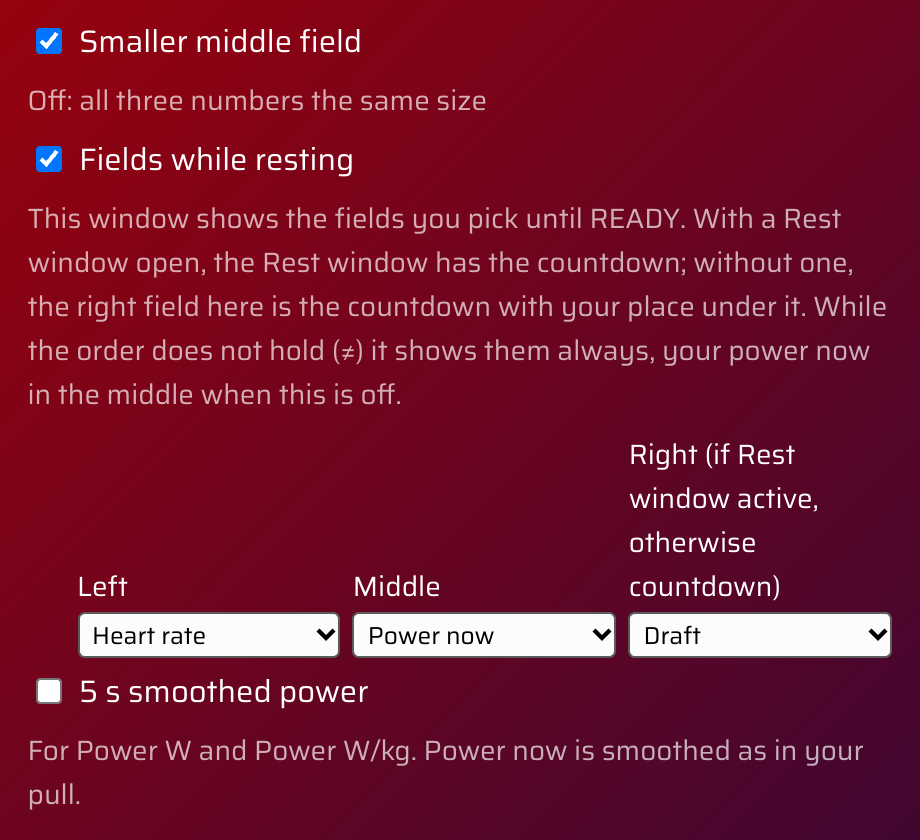 Smaller middle field
Off: all three numbers the same size
Fields while resting
This window shows the fields you pick until READY. With a Rest
window open, the Rest window has the countdown; without one,
the right field here is the countdown with your place under it. While
the order does not hold (≠) it shows them always, your power now
in the middle when this is off.
Left
Middle
Right (if Rest
window active,
otherwise
countdown)
Heart rate
Power now
Draft
5 s smoothed power
For Power W and Power W/kg. Power now is smoothed as in your
pull.